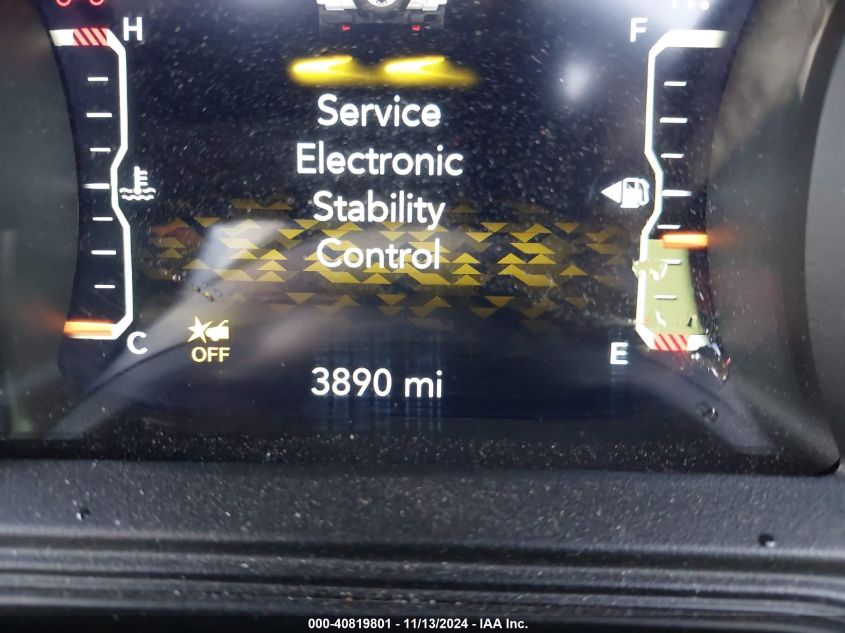 H
F
Service
Electronic
Stability
Control
OFF
C
E
3890 mi
000-40819801 - 11/13/2024 - IAA Inc.